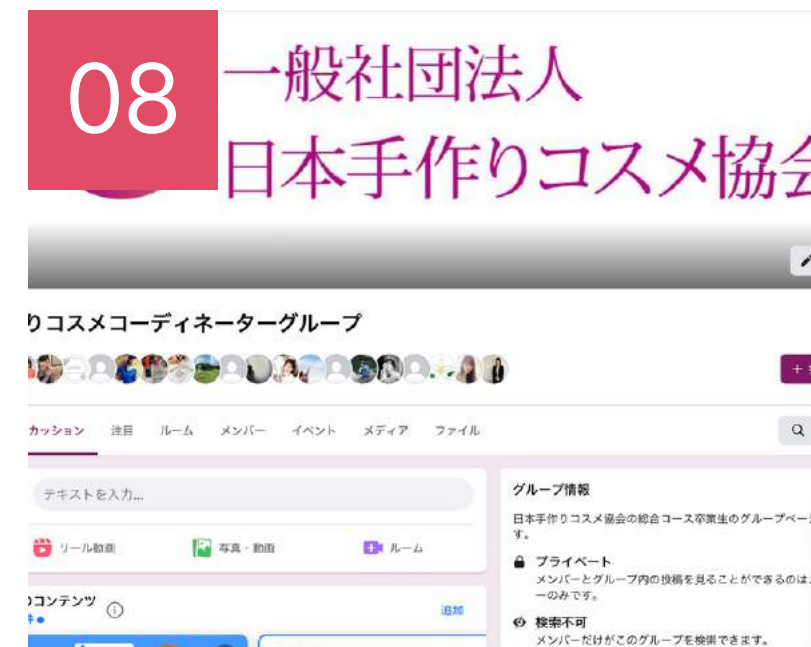 08
一般社団法人
日本手作りコスメ協会
りコスメコーディネーターグループ
カッション 注目 ルーム メンバー イベント メディア ファイル
テキストを入力...
リール動画 写真・動画 ルーム
のコンテンツ
追加
グループ情報
日本手作りコスメ協会の総合コース卒業生のグループペー
す。
プライベート
メンバーとグループ内の投稿を見ることができるのは
ーのみです。
検索不可
メンバーだけがこのグループを検索できます。